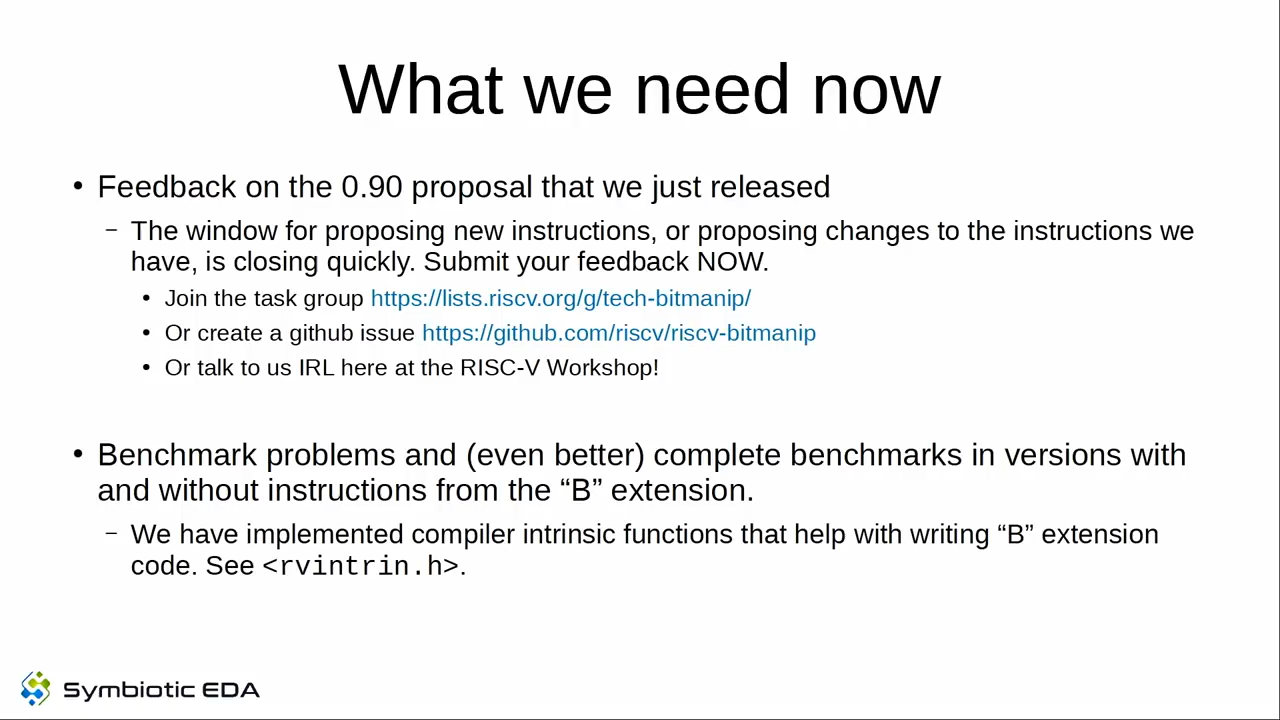 What we need now
• Feedback on the 0.90 proposal that we just released
– The window for proposing new instructions, or proposing changes to the instructions we
have, is closing quickly. Submit your feedback NOW.
• Join the task group https://lists.riscv.org/g/tech-bitmanip/
• Or create a github issue https://github.com/riscv/riscv-bitmanip
• Or talk to us IRL here at the RISC-V Workshop!
• Benchmark problems and (even better) complete benchmarks in versions with
and without instructions from the “B” extension.
– We have implemented compiler intrinsic functions that help with writing “B” extension
code. See <rvintrin.h>.
Symbiotic EDA